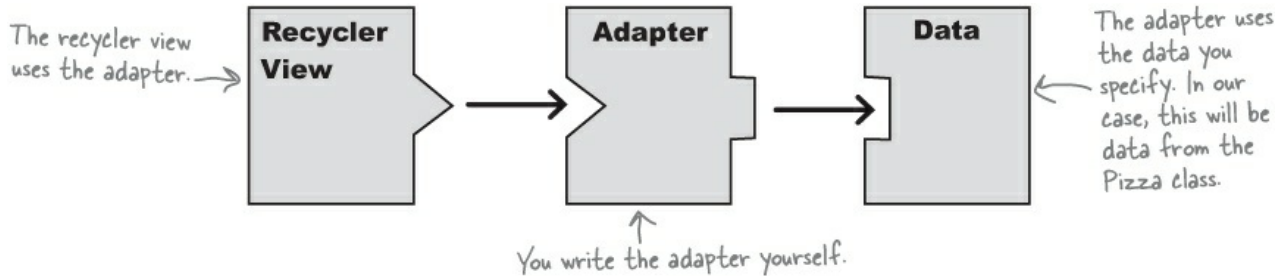 The recycler view
uses the adapter.
Recycler
View
Adapter
Data
The adapter uses
the data you
specify. In our
case, this will be
data from the
Pizza class.
You write the adapter yourself.